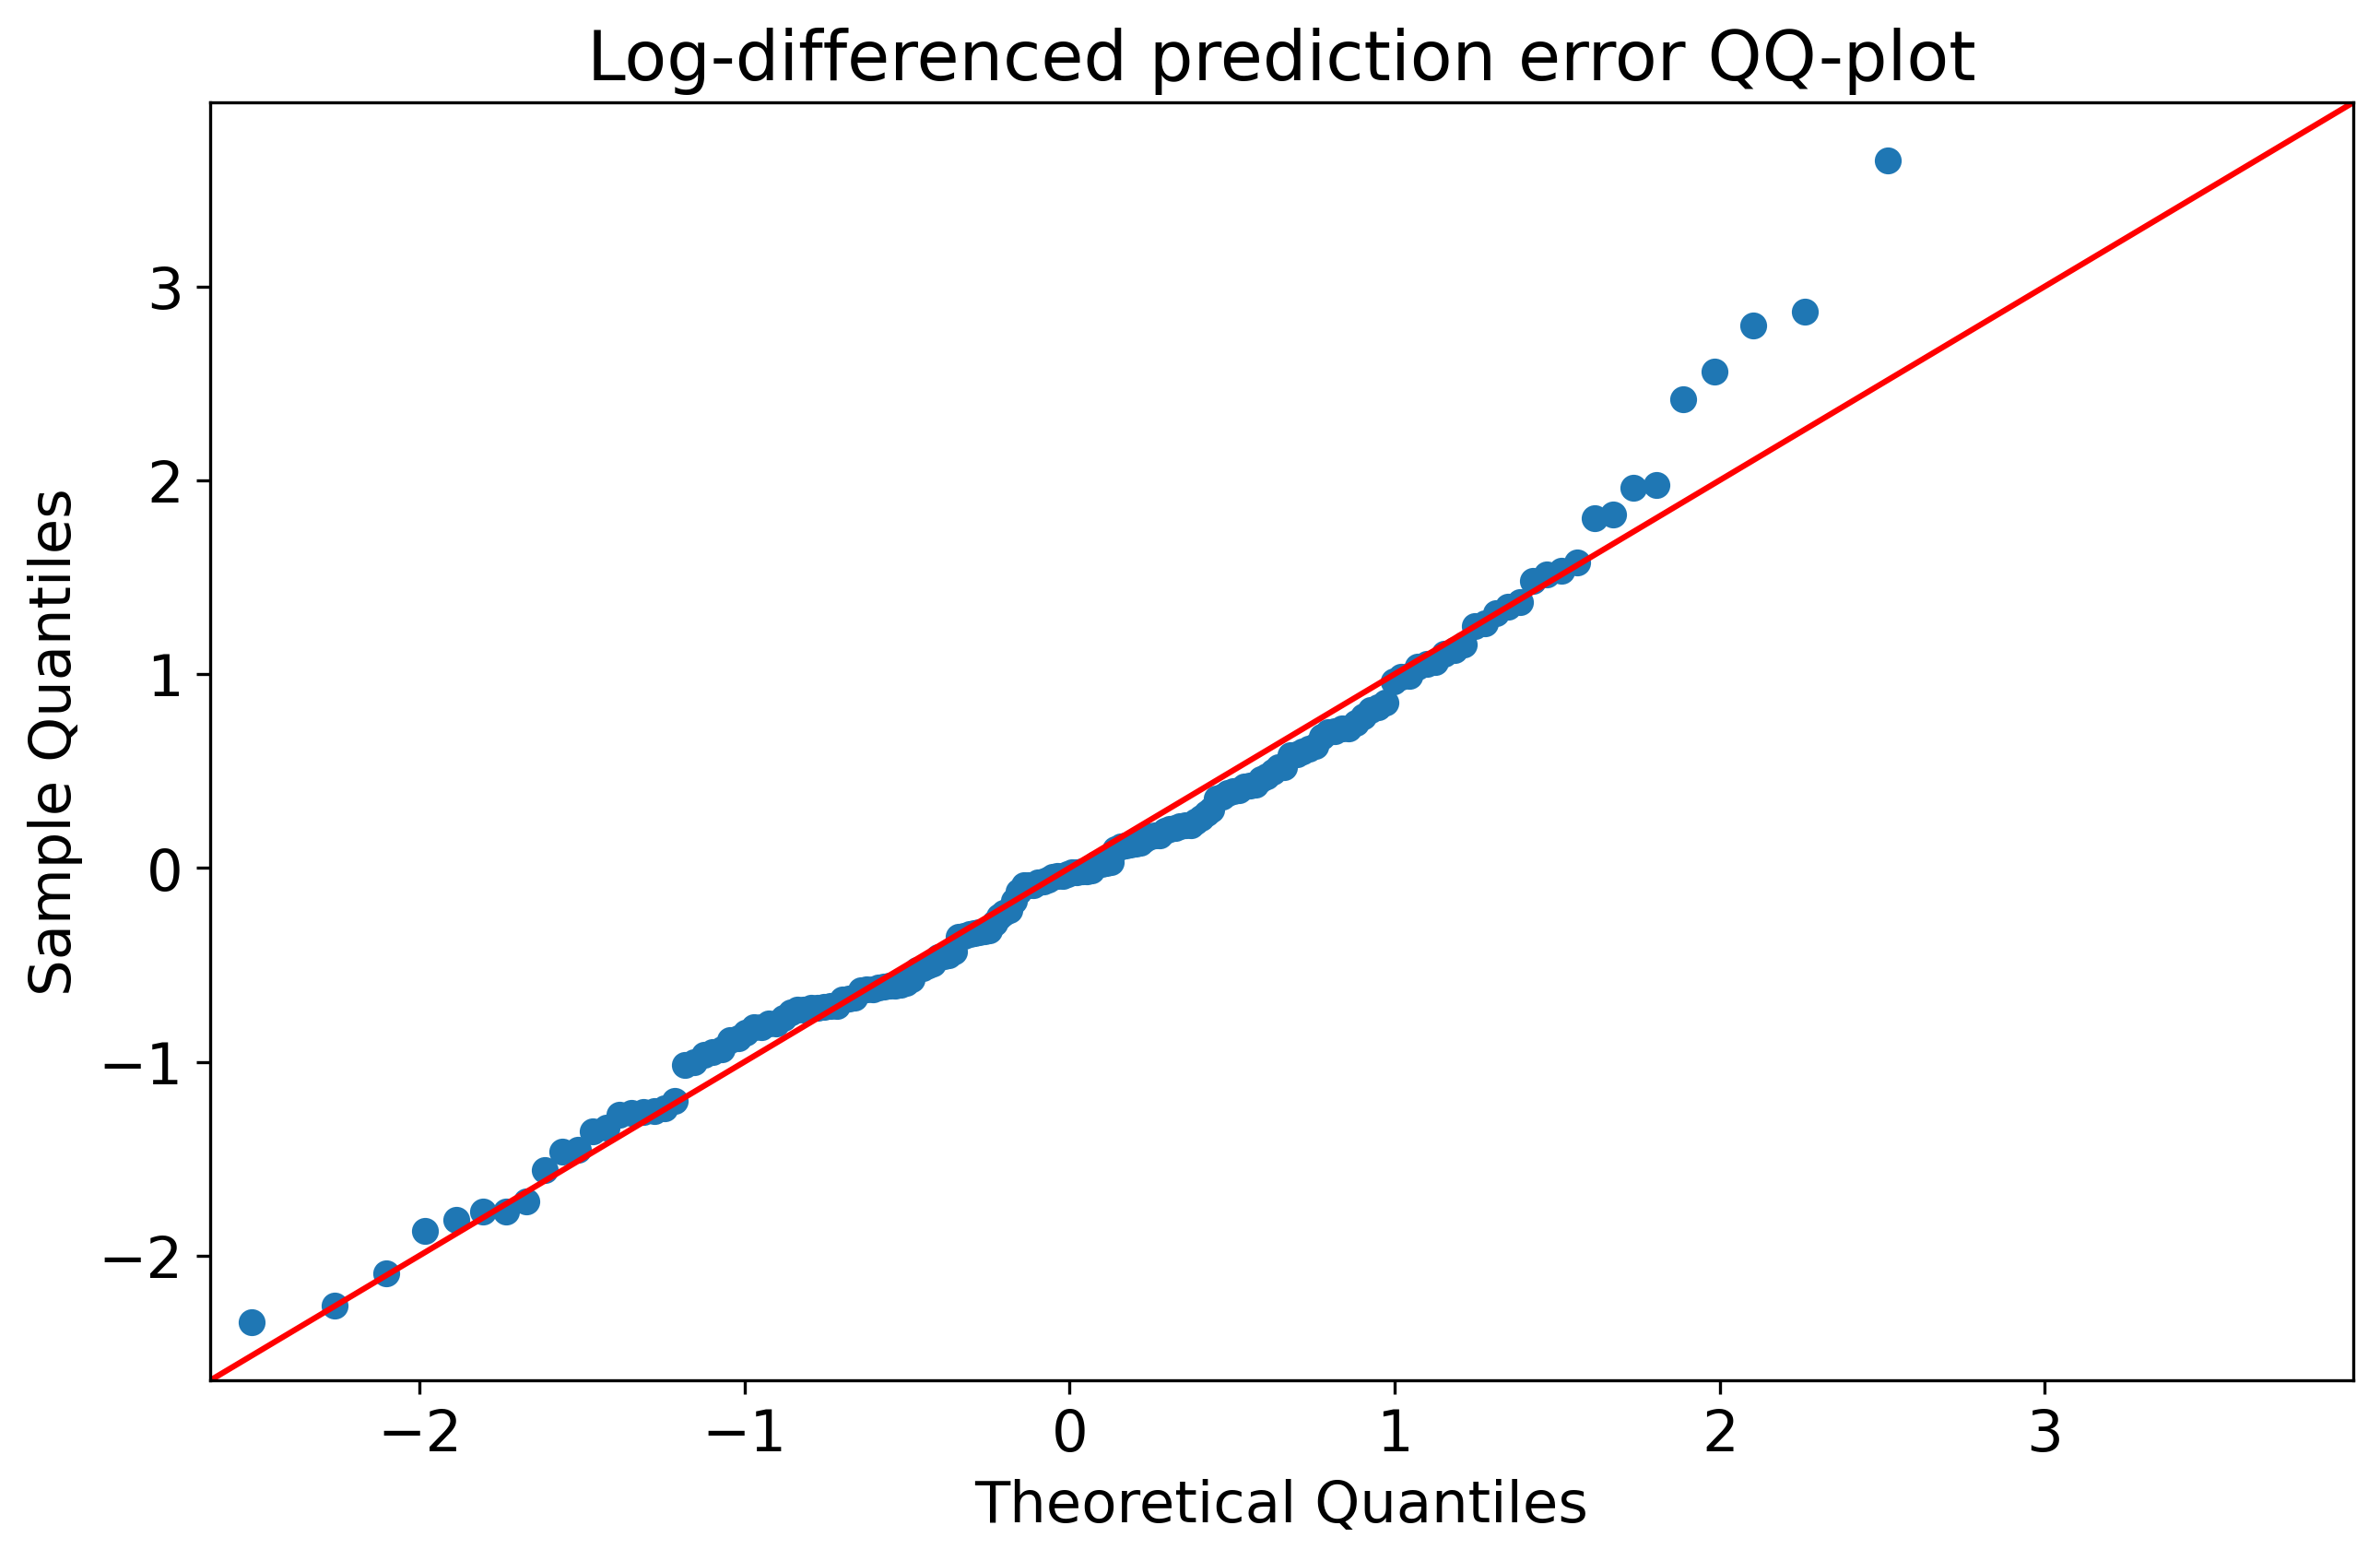 Log-differenced prediction error QQ-plot
3
2
1
0
−1
−2
Sample Quantiles
−2 −1 0 1 2 3
Theoretical Quantiles